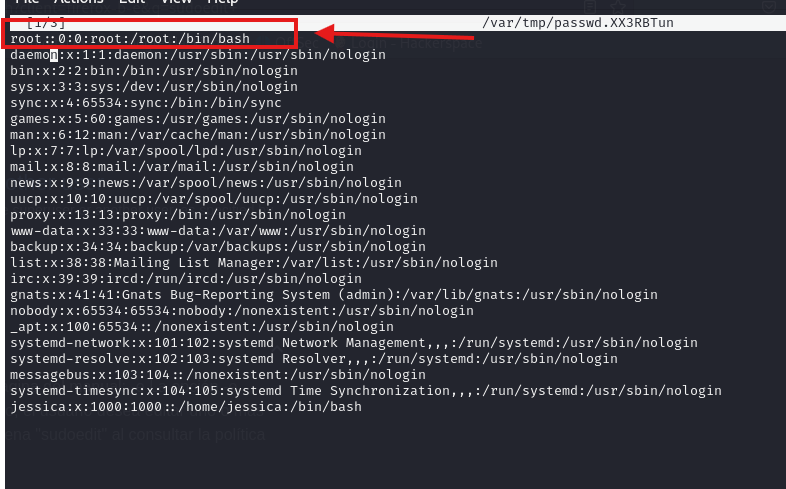 File Actions Edit View Help
[1/3] /var/tmp/passwd.XX3RBTun
root::0:0:root:/root:/bin/bash
daemon:x:1:1:daemon:/usr/sbin:/usr/sbin/nologin
bin:x:2:2:bin:/bin:/usr/sbin/nologin
sys:x:3:3:sys:/dev:/usr/sbin/nologin
sync:x:4:65534:sync:/bin:/bin/sync
games:x:5:60:games:/usr/games:/usr/sbin/nologin
man:x:6:12:man:/var/cache/man:/usr/sbin/nologin
lp:x:7:7:lp:/var/spool/lpd:/usr/sbin/nologin
mail:x:8:8:mail:/var/mail:/usr/sbin/nologin
news:x:9:9:news:/var/spool/news:/usr/sbin/nologin
uucp:x:10:10:uucp:/var/spool/uucp:/usr/sbin/nologin
proxy:x:13:13:proxy:/bin:/usr/sbin/nologin
www-data:x:33:33:www-data:/var/www:/usr/sbin/nologin
backup:x:34:34:backup:/var/backups:/usr/sbin/nologin
list:x:38:38:Mailing List Manager:/var/list:/usr/sbin/nologin
irc:x:39:39:ircd:/run/ircd:/usr/sbin/nologin
gnats:x:41:41:Gnats Bug-Reporting System (admin):/var/lib/gnats:/usr/sbin/nologin
nobody:x:65534:65534:nobody:/nonexistent:/usr/sbin/nologin
_apt:x:100:65534::/nonexistent:/usr/sbin/nologin
systemd-network:x:101:102:systemd Network Management,,,:/run/systemd:/usr/sbin/nologin
systemd-resolve:x:102:103:systemd Resolver,,,:/run/systemd:/usr/sbin/nologin
messagebus:x:103:104::/nonexistent:/usr/sbin/nologin
systemd-timesync:x:104:105:systemd Time Synchronization,,,:/run/systemd:/usr/sbin/nologin
jessica:x:1000:1000::/home/jessica:/bin/bash
"sudoedit" al consultar la política